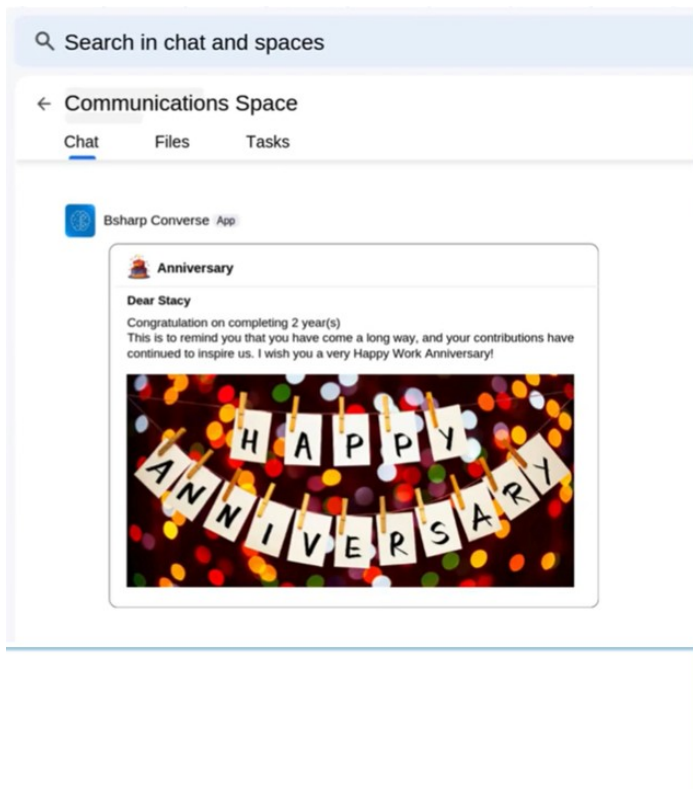 Search in chat and spaces
Communications Space
Chat Files Tasks
Bsharp Converse App
Anniversary
Dear Stacy
Congratulation on completing 2 year(s)
This is to remind you that you have come a long way, and your contributions have
continued to inspire us. I wish you a very Happy Work Anniversary!
HAPPY
ANNIVERSARY